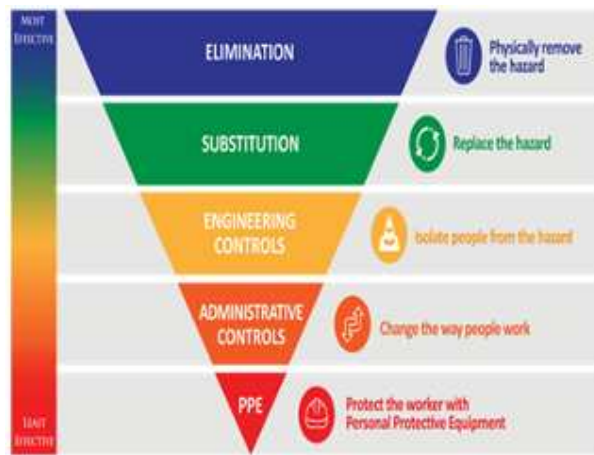 MOST
EFFECTIVE
ELIMINATION
Physically remove
the hazard
SUBSTITUTION
Replace the hazard
ENGINEERING
CONTROLS
Isolate people from the hazard
ADMINISTRATIVE
CONTROLS
Change the way people work
PPE
Protect the worker with
Personal Protective Equipment
LEAST
EFFECTIVE